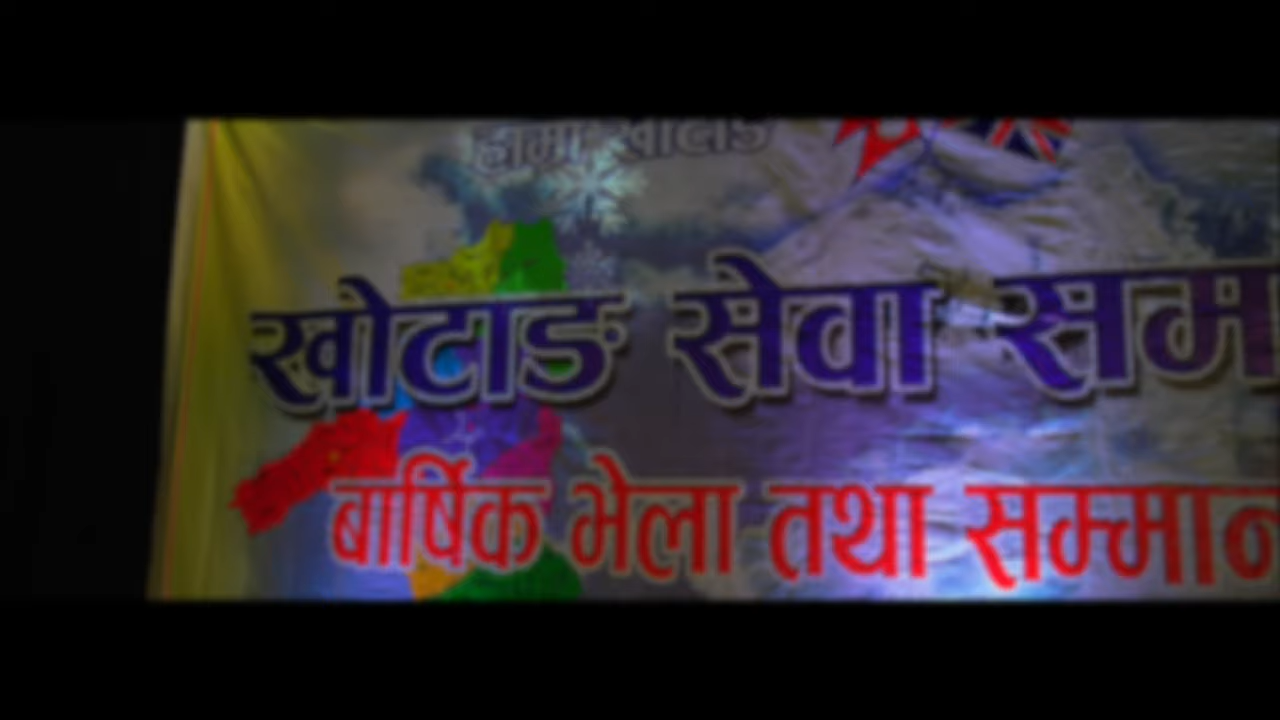 हाम्रो खोटाङ
खोटाङ सेवा सम
बार्षिक भेला तथा सम्मान